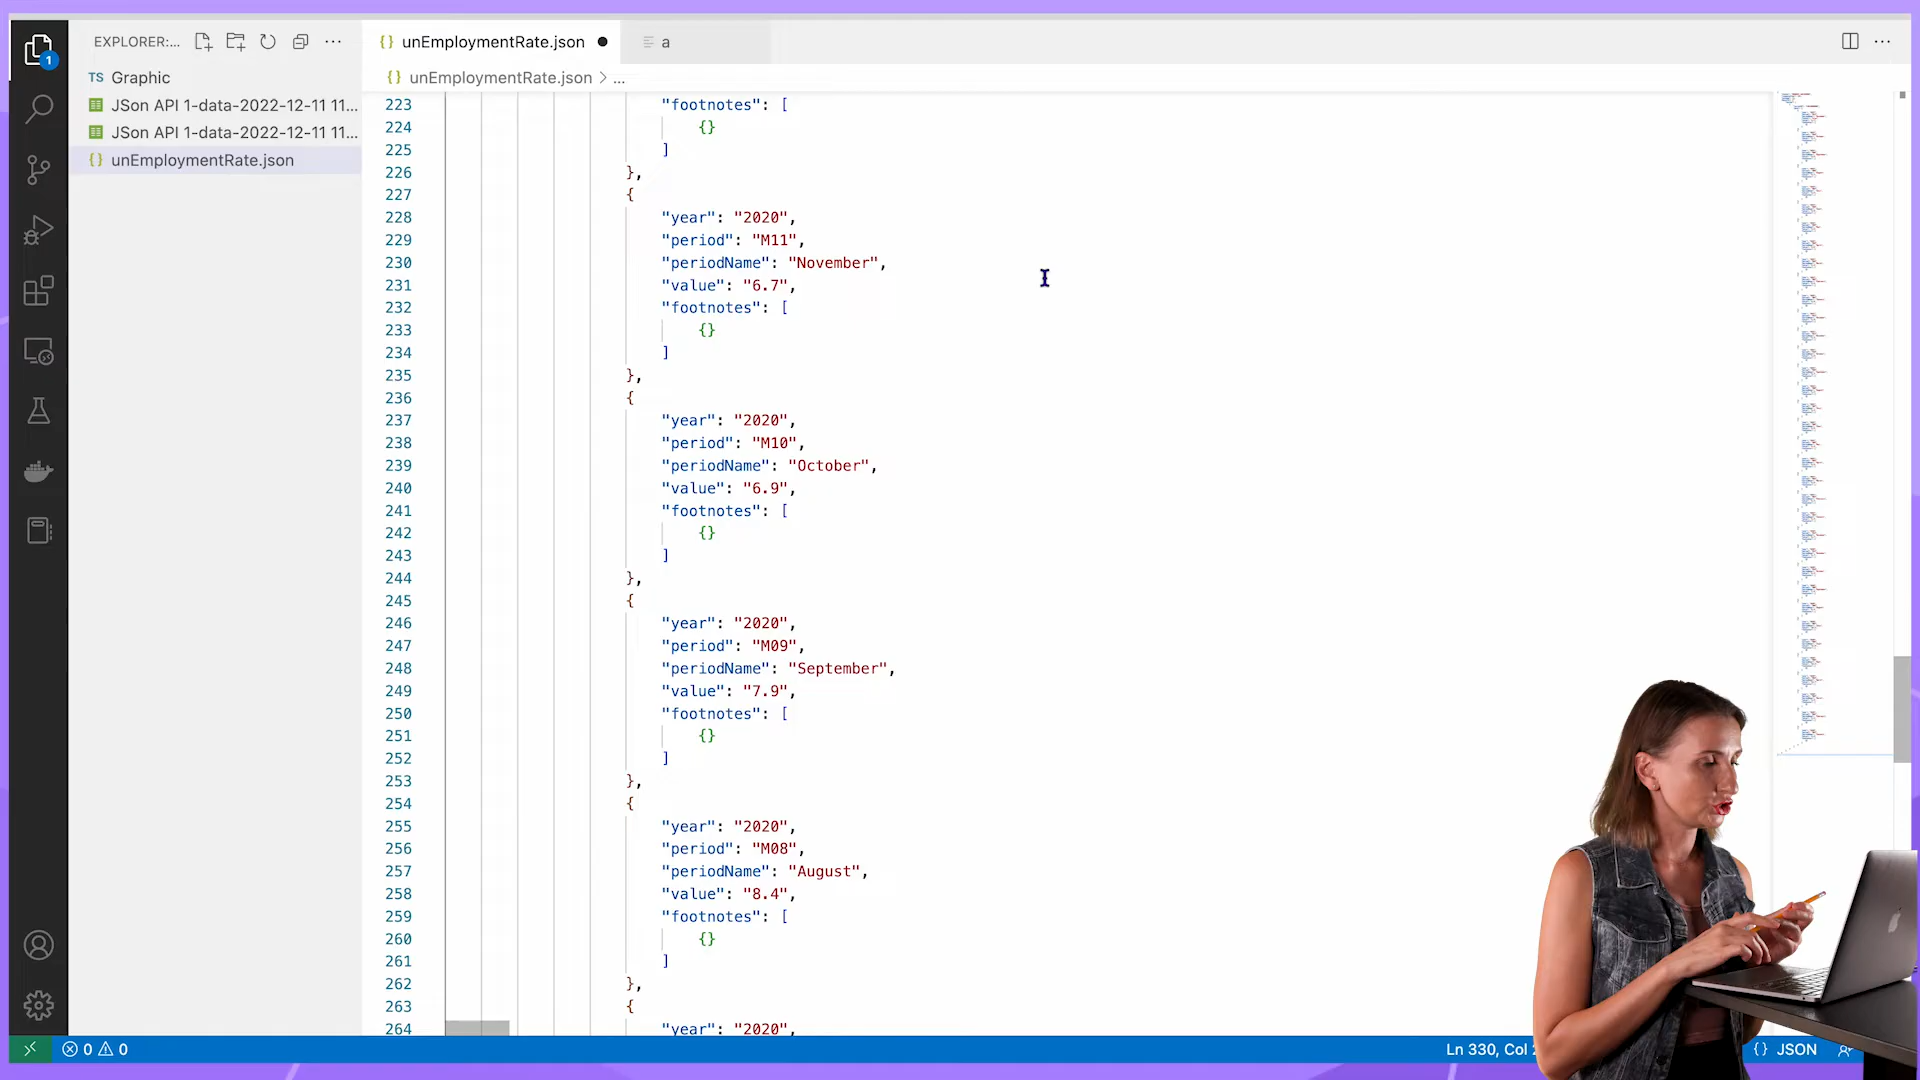 EXPLORER:...
1
TS Graphic
JSon API 1-data-2022-12-11 11...
JSon API 1-data-2022-12-11 11...
{} unEmploymentRate.json
{} unEmploymentRate.json
a
{} unEmploymentRate.json > ...
223 "footnotes": [
224 {}
225 ]
226 },
227 {
228 "year": "2020",
229 "period": "M11",
230 "periodName": "November",
231 "value": "6.7",
232 "footnotes": [
233 {}
234 ]
235 },
236 {
237 "year": "2020",
238 "period": "M10",
239 "periodName": "October",
240 "value": "6.9",
241 "footnotes": [
242 {}
243 ]
244 },
245 {
246 "year": "2020",
247 "period": "M09",
248 "periodName": "September",
249 "value": "7.9",
250 "footnotes": [
251 {}
252 ]
253 },
254 {
255 "year": "2020",
256 "period": "M08",
257 "periodName": "August",
258 "value": "8.4",
259 "footnotes": [
260 {}
261 ]
262 },
263 {
264 "year": "2020",
0 0
Ln 330, Col
{} JSON